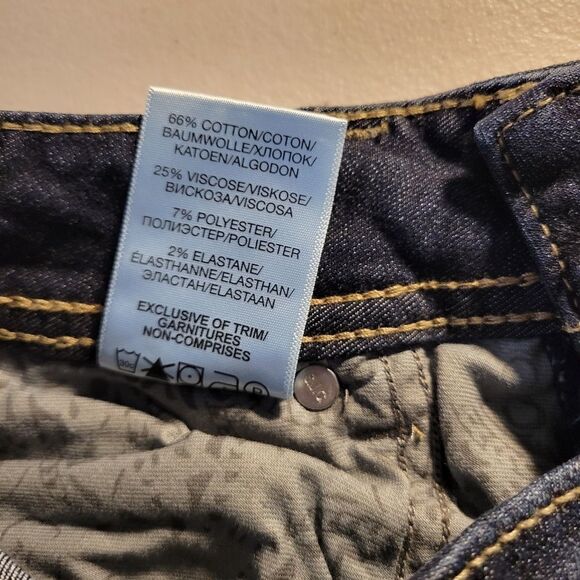 66% COTTON/COTON/
BAUMWOLLE/ХЛОПОК/
KATOEN/ALGODON
25% VISCOSE/VISKOSE/
ВИСКОЗА/VISCOSA
7% POLYESTER/
ПОЛИЭСТЕР/POLIESTER
2% ELASTANE/
ÉLASTHANNE/ELASTHAN/
ЭЛАСТАН/ELASTAAN
EXCLUSIVE OF TRIM/
GARNITURES
NON-COMPRISES